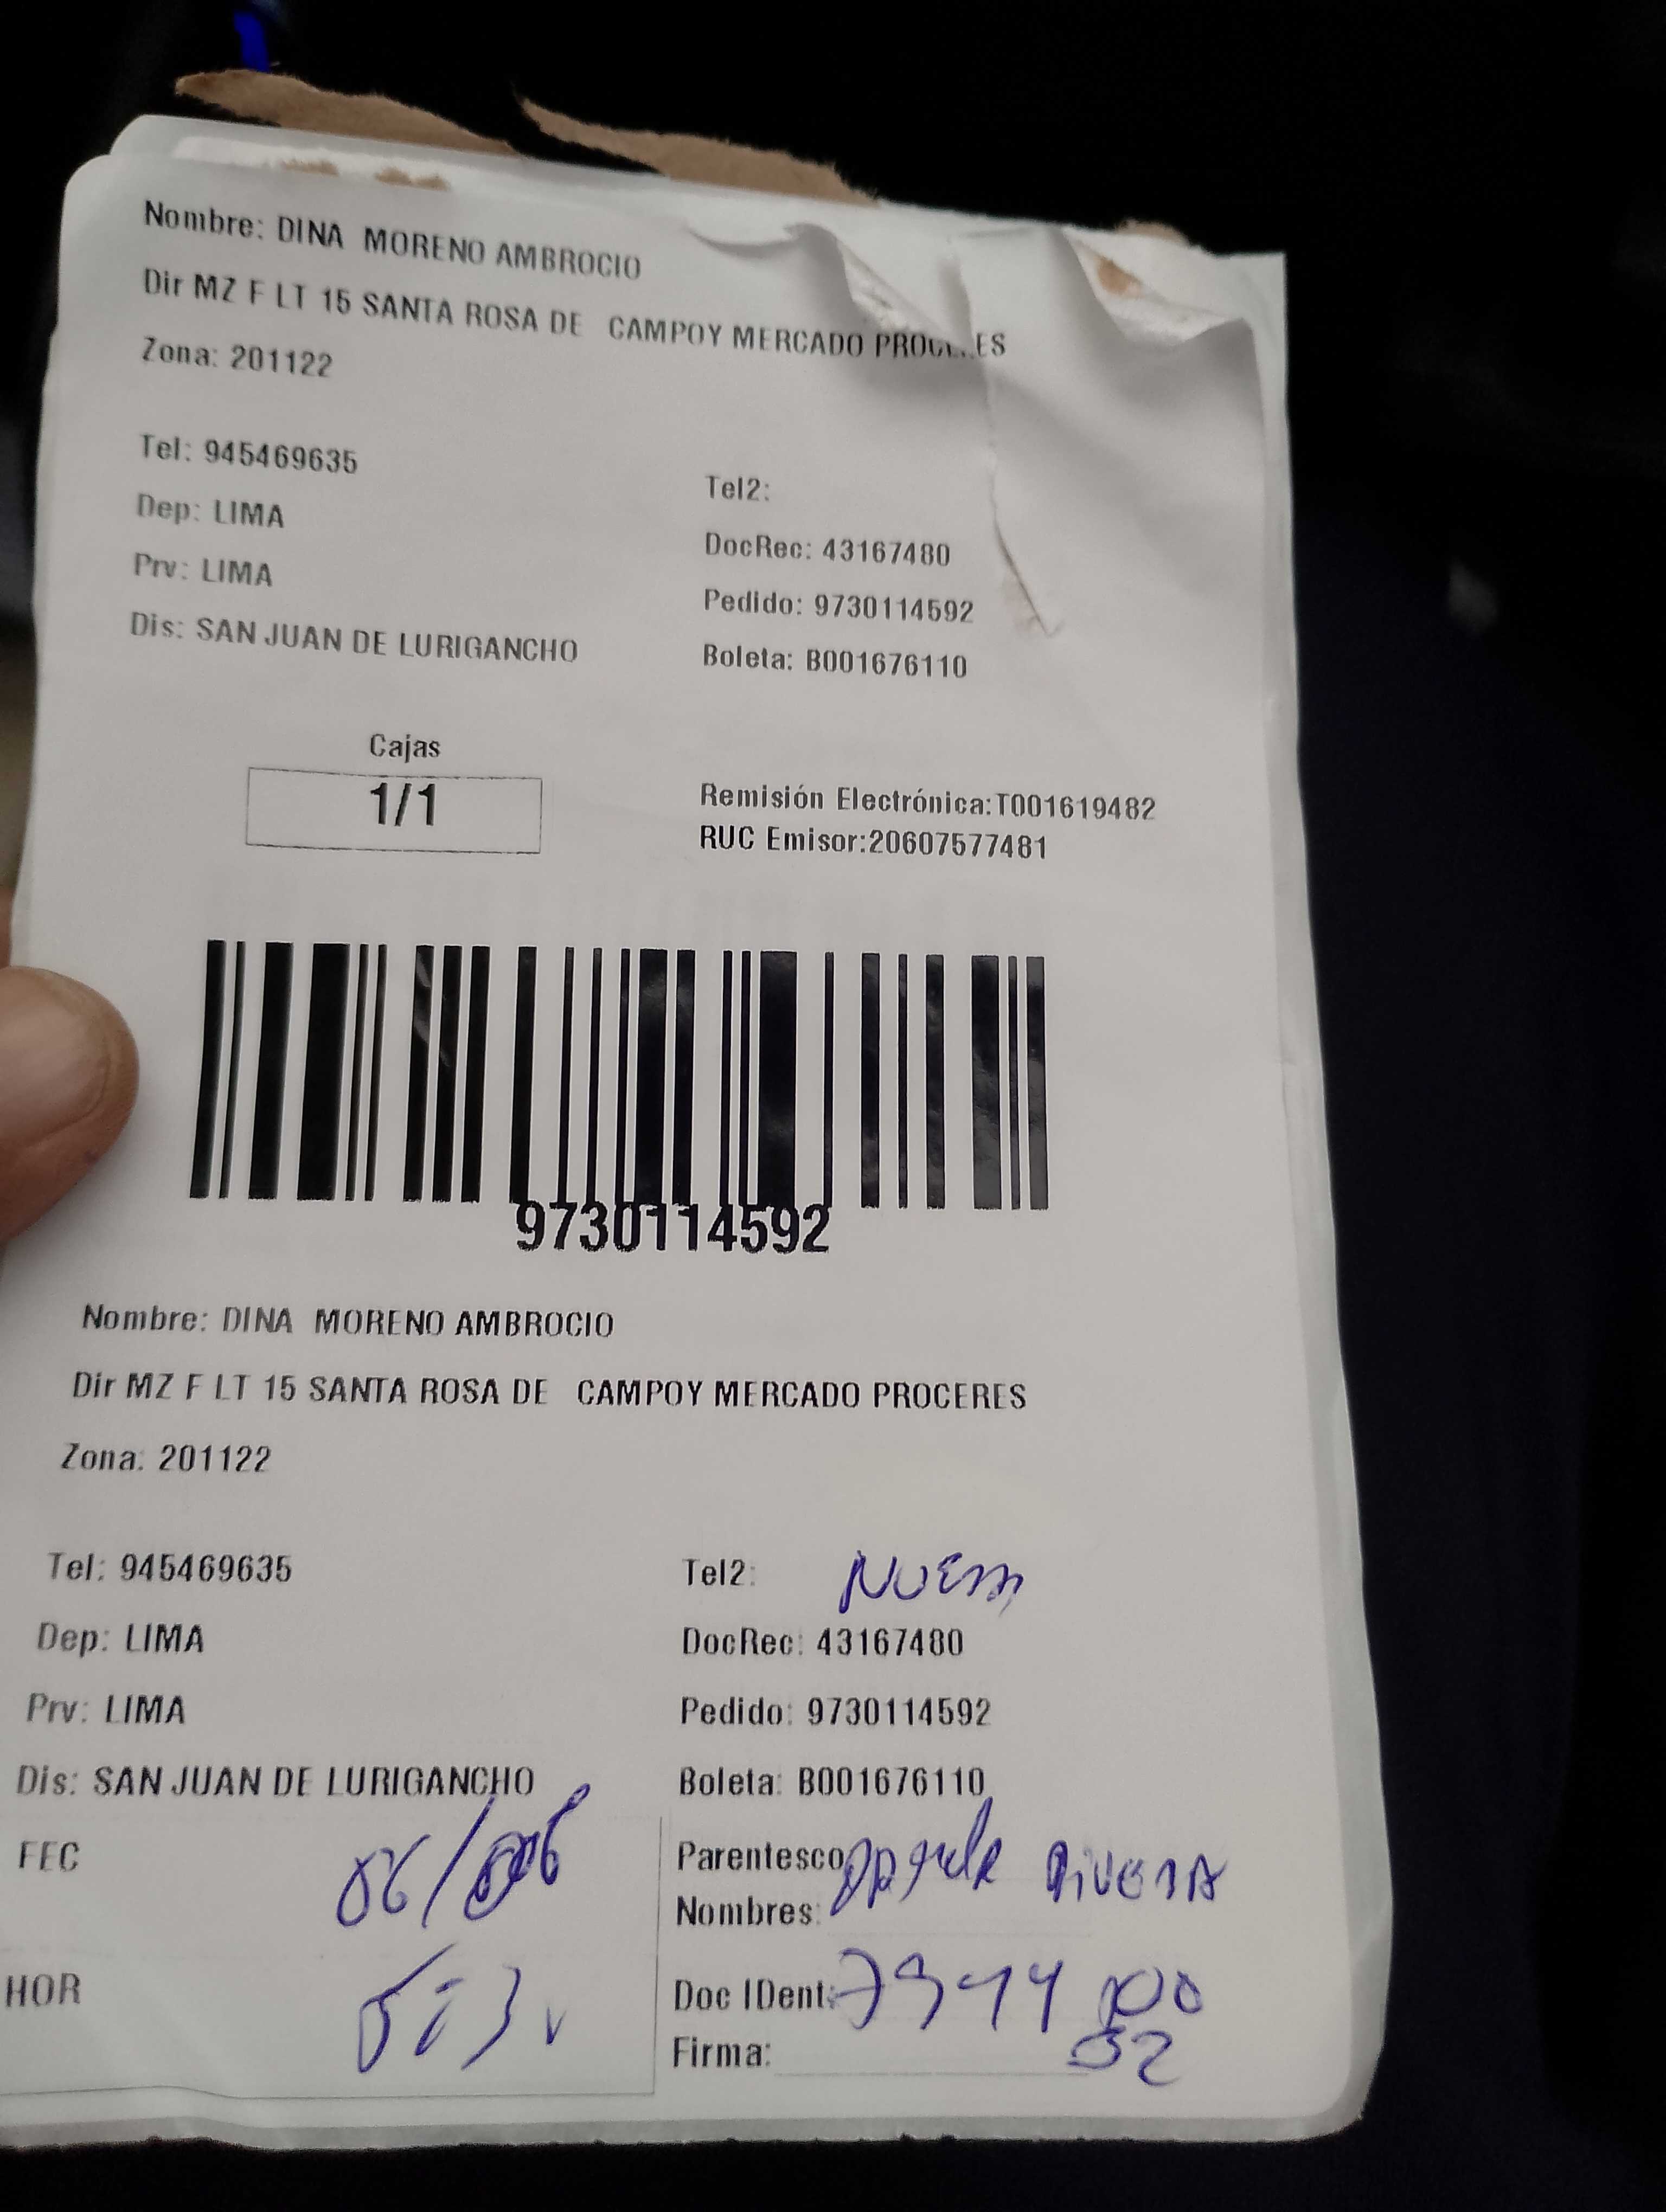 Nombre: DINA MORENO AMBROCIO
Dir MZ F LT 15 SANTA ROSA DE CAMPOY MERCADO PROCERES
Zona: 201122
Tel: 945469635
Tel2:
Dep: LIMA
DocRec: 43167480
Prv: LIMA
Pedido: 9730114592
Dis: SAN JUAN DE LURIGANCHO
Boleta: B001676110
Cajas
1/1
Remisión Electrónica:T001619482
RUC Emisor:20607577481
9730114592
Nombre: DINA MORENO AMBROCIO
Dir MZ F LT 15 SANTA ROSA DE CAMPOY MERCADO PROCERES
Zona: 201122
Tel: 945469635
Tel2:
Dep: LIMA
DocRec: 43167480
Prv: LIMA
Pedido: 9730114592
Dis: SAN JUAN DE LURIGANCHO
Boleta: B001676110
FEC
Parentesco
Nombres: RIVERA
HOR
Doc IDent:
Firma: